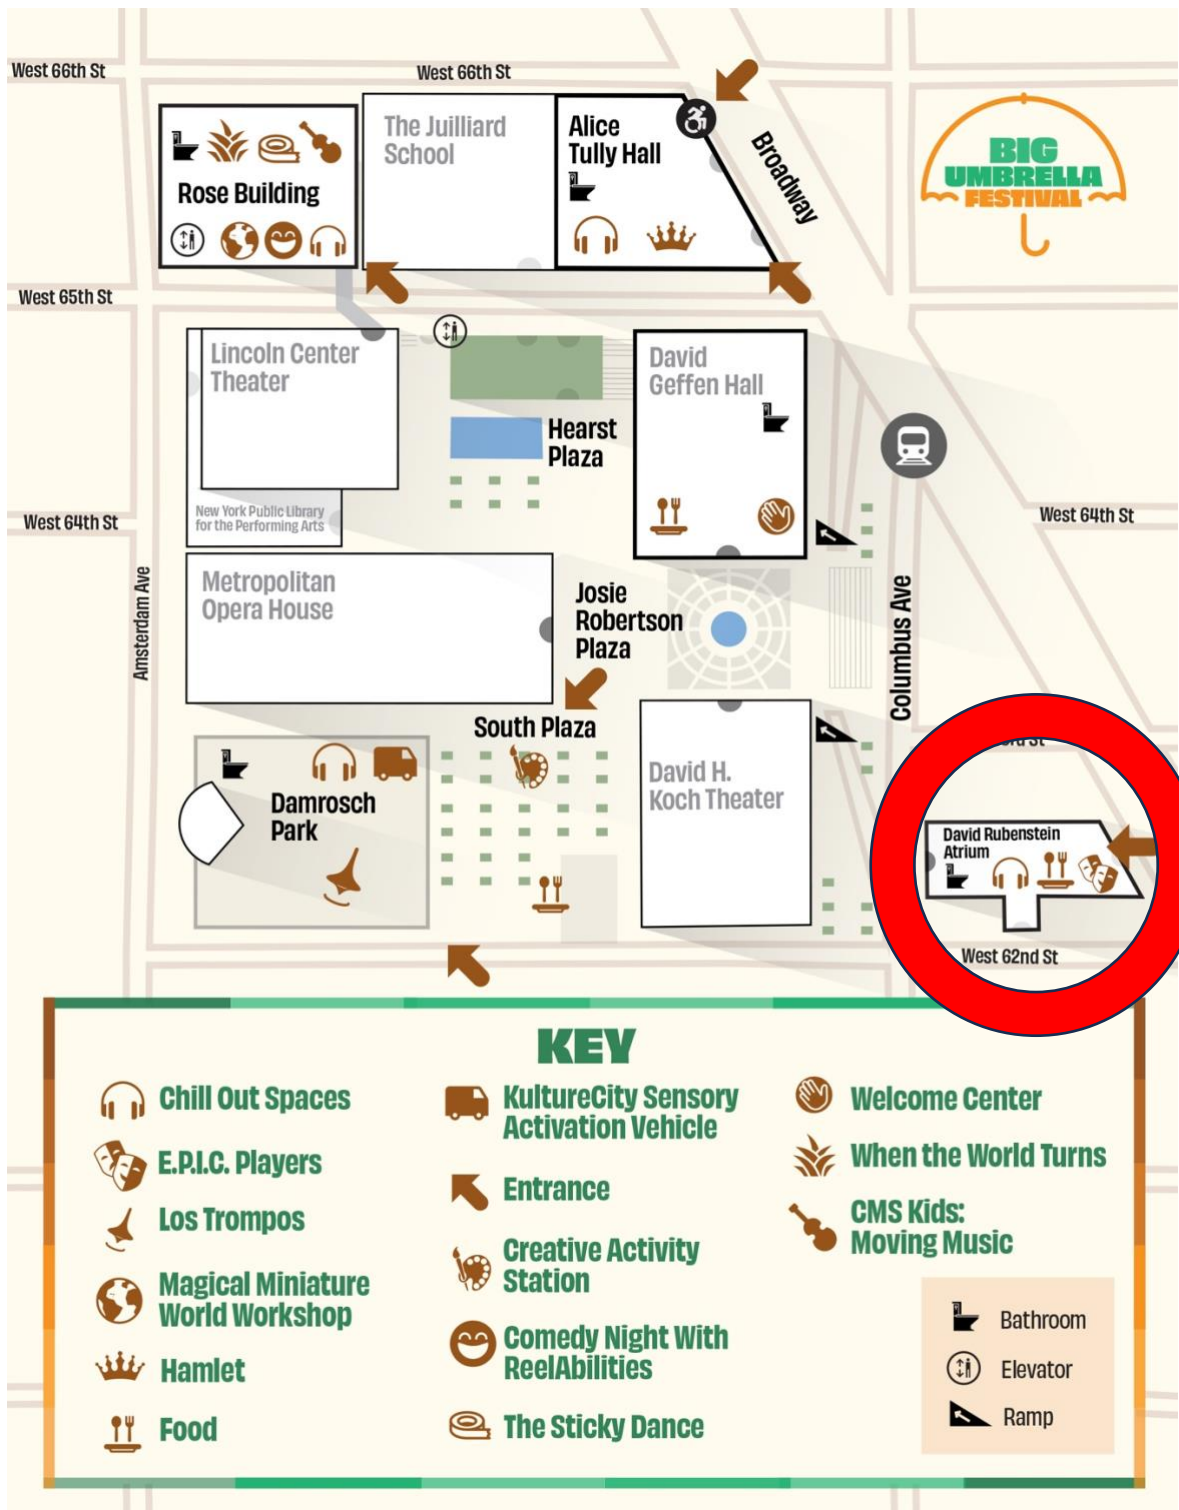 West 66th St
West 66th St
BIG
UMBRELLA
FESTIVAL
The Juilliard
School
Alice
Tully Hall
Broadway
Rose Building
West 65th St
Lincoln Center
Theater
David
Geffen Hall
Hearst
Plaza
New York Public Library
for the Performing Arts
West 64th St
West 64th St
Metropolitan
Opera House
Amsterdam Ave
Josie
Robertson
Plaza
Columbus Ave
South Plaza
Damrosch
Park
David H.
Koch Theater
St
David Rubenstein
Atrium
West 62nd St
KEY
Chill Out Spaces
E.P.I.C. Players
Los Trompos
Magical Miniature
World Workshop
Hamlet
Food
KultureCity Sensory
Activation Vehicle
Entrance
Creative Activity
Station
Comedy Night With
ReelAbilities
The Sticky Dance
Welcome Center
When the World Turns
CMS Kids:
Moving Music
Bathroom
Elevator
Ramp